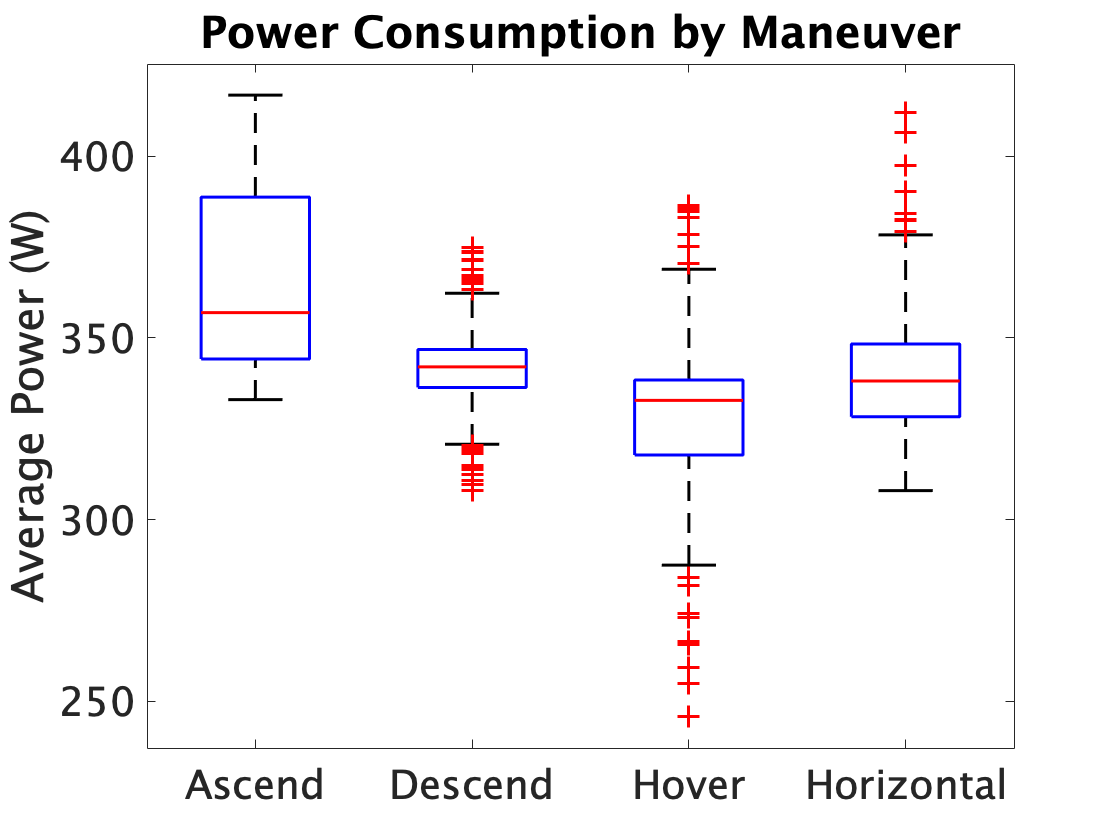 Power Consumption by Maneuver
Average Power (W)
400
350
300
250
Ascend Descend Hover Horizontal